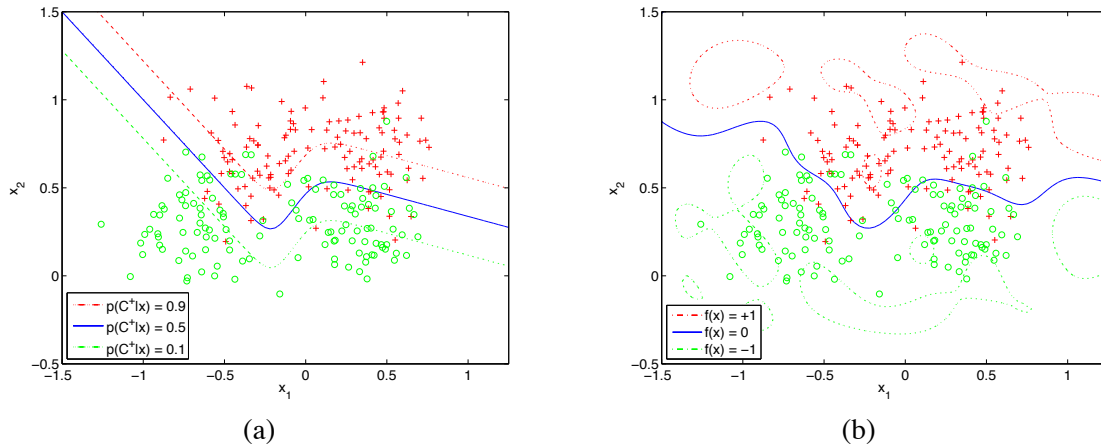 1.5
1
0.5
0
−0.5
x₂
−1.5
−1
−0.5
0
0.5
1
x₁
p(C⁺|x) = 0.9
p(C⁺|x) = 0.5
p(C⁺|x) = 0.1
(a)
1.5
1
0.5
0
−0.5
x₂
−1.5
−1
−0.5
0
0.5
1
x₁
f(x) = +1
f(x) = 0
f(x) = −1
(b)